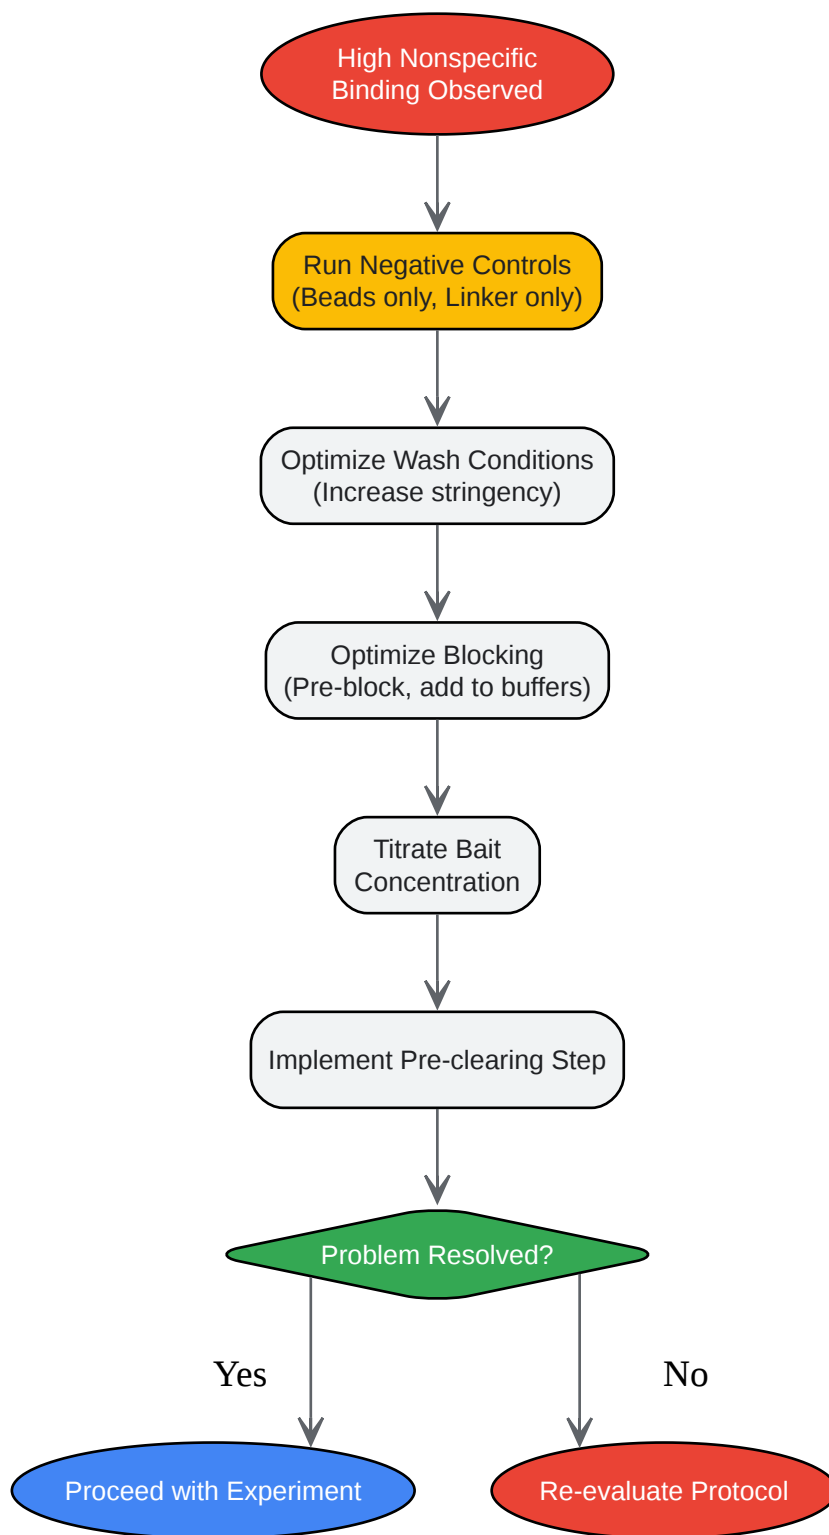 High Nonspecific
Binding Observed
Run Negative Controls
(Beads only, Linker only)
Optimize Wash Conditions
(Increase stringency)
Optimize Blocking
(Pre-block, add to buffers)
Titrate Bait
Concentration
Implement Pre-clearing Step
Problem Resolved?
Yes
No
Proceed with Experiment
Re-evaluate Protocol